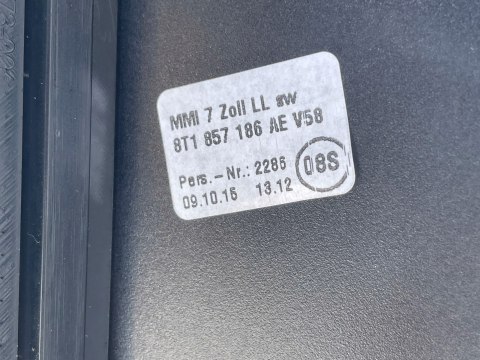 MMI 7 Zoll LL sw
8T1 857 186 AE V58
Pers.-Nr.: 2286
09.10.15 13.12
08S